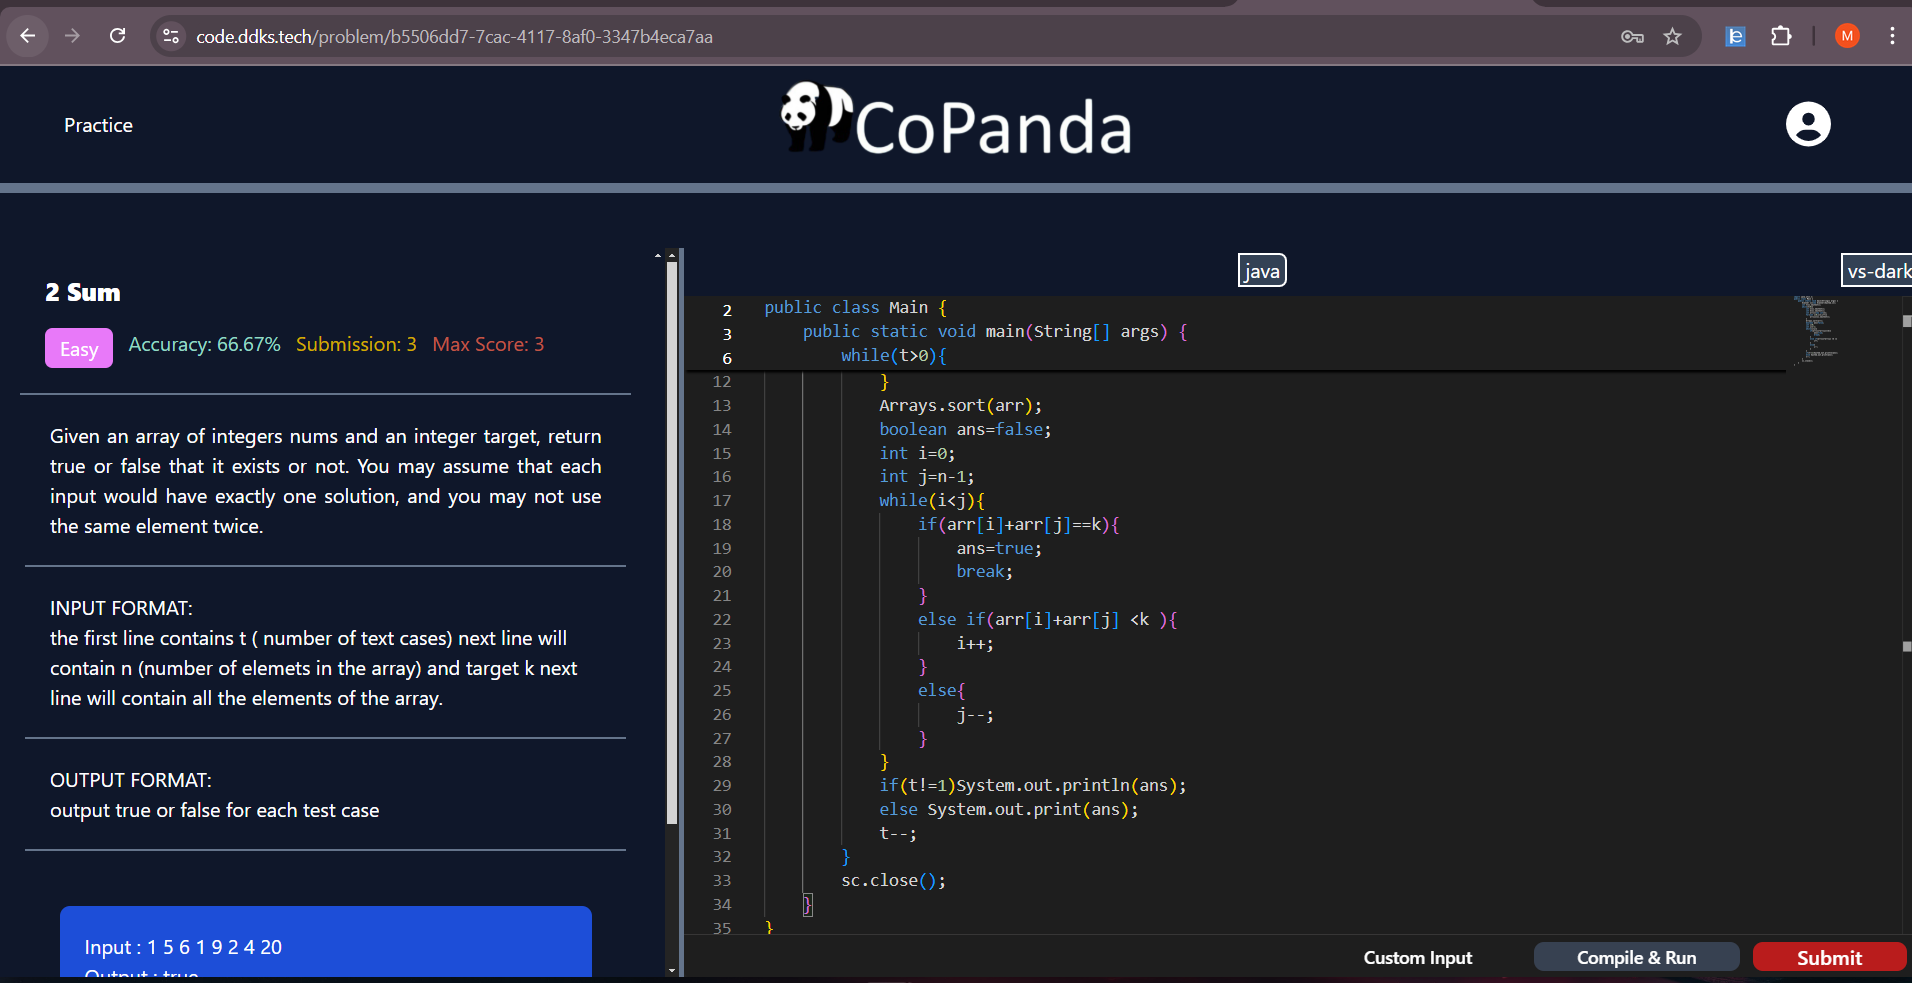 code.ddks.tech/problem/b5506dd7-7cac-4117-8af0-3347b4eca7aa
M
Practice
CoPanda
2 Sum
Easy
Accuracy: 66.67%
Submission: 3
Max Score: 3
Given an array of integers nums and an integer target, return
true or false that it exists or not. You may assume that each
input would have exactly one solution, and you may not use
the same element twice.
INPUT FORMAT:
the first line contains t ( number of text cases) next line will
contain n (number of elemets in the array) and target k next
line will contain all the elements of the array.
OUTPUT FORMAT:
output true or false for each test case
Input : 1 5 6 1 9 2 4 20
Output : true
java
vs-dark
2 public class Main {
3 public static void main(String[] args) {
6 while(t>0){
12 }
13 Arrays.sort(arr);
14 boolean ans=false;
15 int i=0;
16 int j=n-1;
17 while(i<j){
18 if(arr[i]+arr[j]==k){
19 ans=true;
20 break;
21 }
22 else if(arr[i]+arr[j] <k ){
23 i++;
24 }
25 else{
26 j--;
27 }
28 }
29 if(t!=1)System.out.println(ans);
30 else System.out.print(ans);
31 t--;
32 }
33 sc.close();
34 }
35 }
Custom Input
Compile & Run
Submit